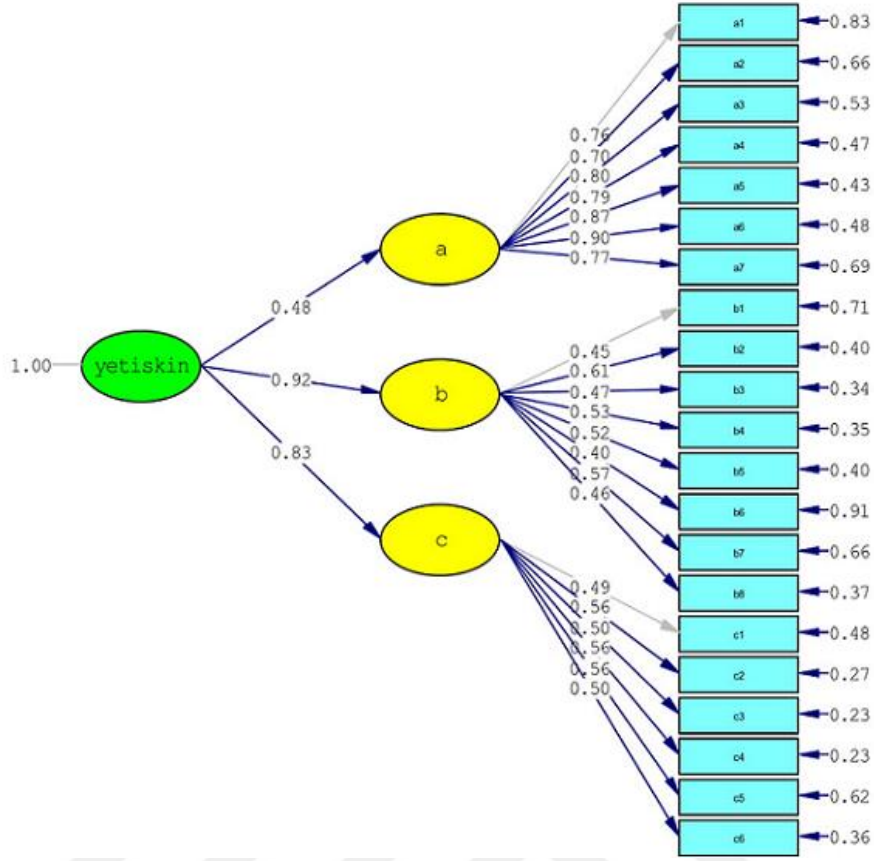 a1 0.83
a2 0.66
a3 0.53
a4 0.47
a5 0.43
a6 0.48
a7 0.69
b1 0.71
b2 0.40
b3 0.34
b4 0.35
b5 0.40
b6 0.91
b7 0.66
b8 0.37
c1 0.48
c2 0.27
c3 0.23
c4 0.23
c5 0.62
c6 0.36
0.76
0.70
0.80
0.79
0.87
0.90
0.77
a
0.48
0.45
0.61
0.47
0.53
0.52
0.40
0.57
0.46
1.00 yetiskin
0.92
b
0.83
c
0.49
0.56
0.50
0.56
0.56
0.50